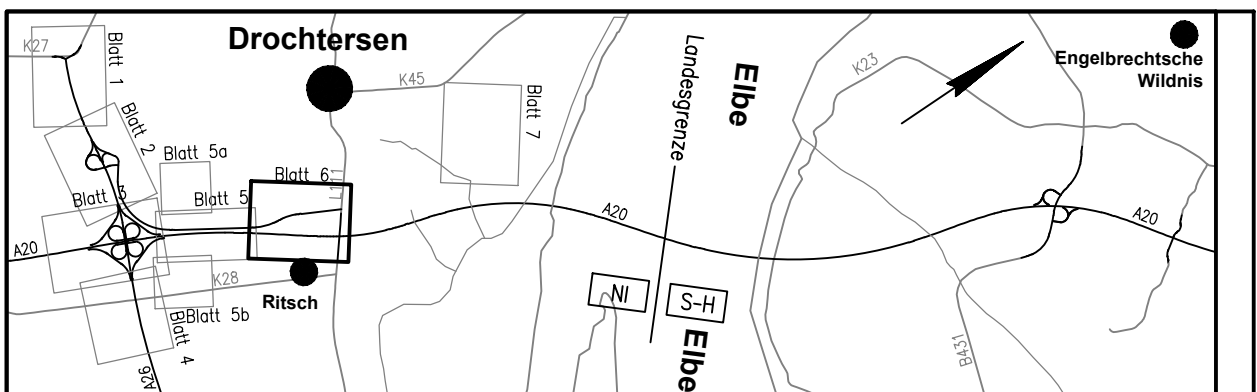 K27
Blatt 1
Drochtersen
K45
Blatt 7
Blatt 2
Blatt 5a
Blatt 6
L111
Blatt 3
Blatt 5
A20
K28
Ritsch
Blatt 5b
Blatt 4
A26
Landesgrenze
Elbe
K23
Engelbrechtsche
Wildnis
A20
A20
NI
S-H
Elbe
B431